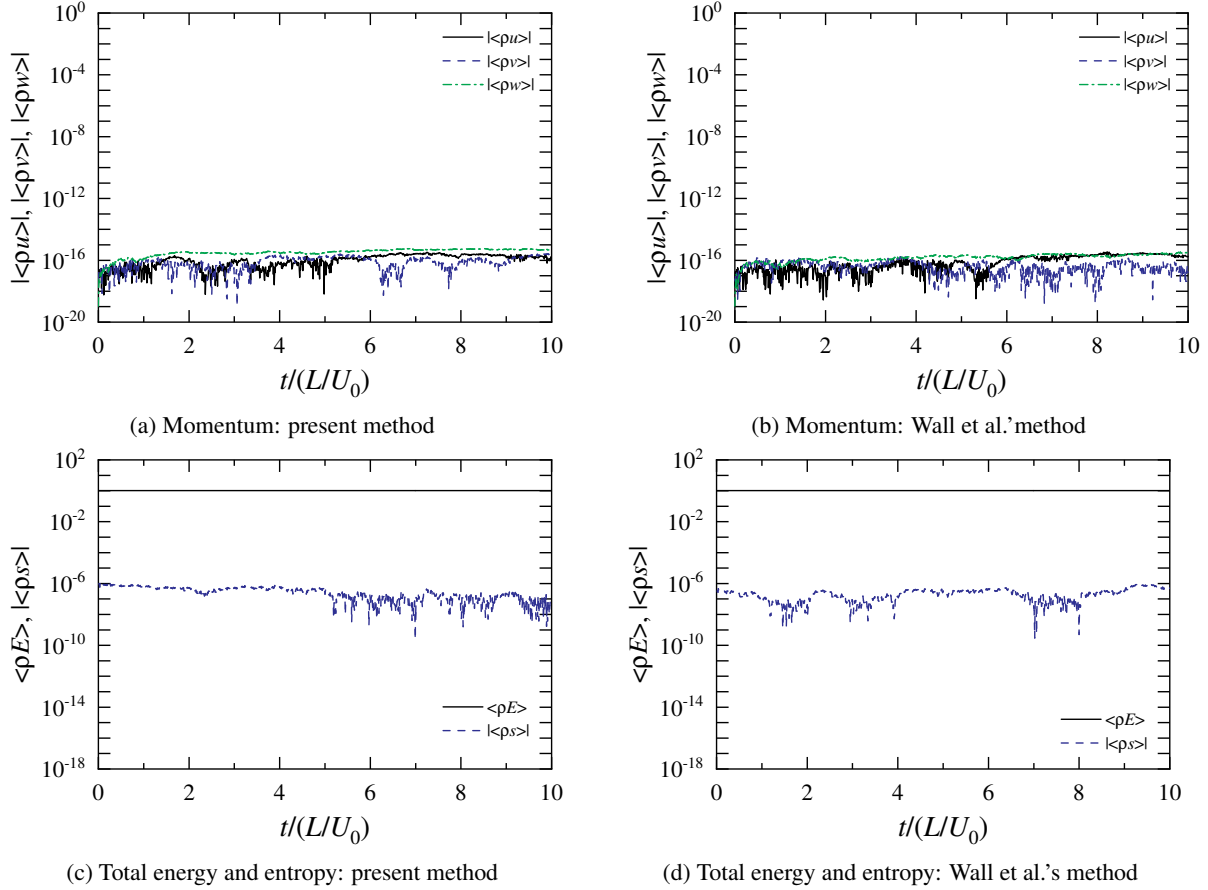 10^0
10^-4
10^-8
10^-12
10^-16
10^-20
|<ρu>|, |<ρv>|, |<ρw>|
|<ρu>|
|<ρv>|
|<ρw>|
0 2 4 6 8 10
t/(L/U_0)
(a) Momentum: present method
10^0
10^-4
10^-8
10^-12
10^-16
10^-20
|<ρu>|, |<ρv>|, |<ρw>|
|<ρu>|
|<ρv>|
|<ρw>|
0 2 4 6 8 10
t/(L/U_0)
(b) Momentum: Wall et al.'method
10^2
10^-2
10^-6
10^-10
10^-14
10^-18
<ρE>, |<ρs>|
<ρE>
|<ρs>|
0 2 4 6 8 10
t/(L/U_0)
(c) Total energy and entropy: present method
10^2
10^-2
10^-6
10^-10
10^-14
10^-18
<ρE>, |<ρs>|
<ρE>
|<ρs>|
0 2 4 6 8 10
t/(L/U_0)
(d) Total energy and entropy: Wall et al.'s method